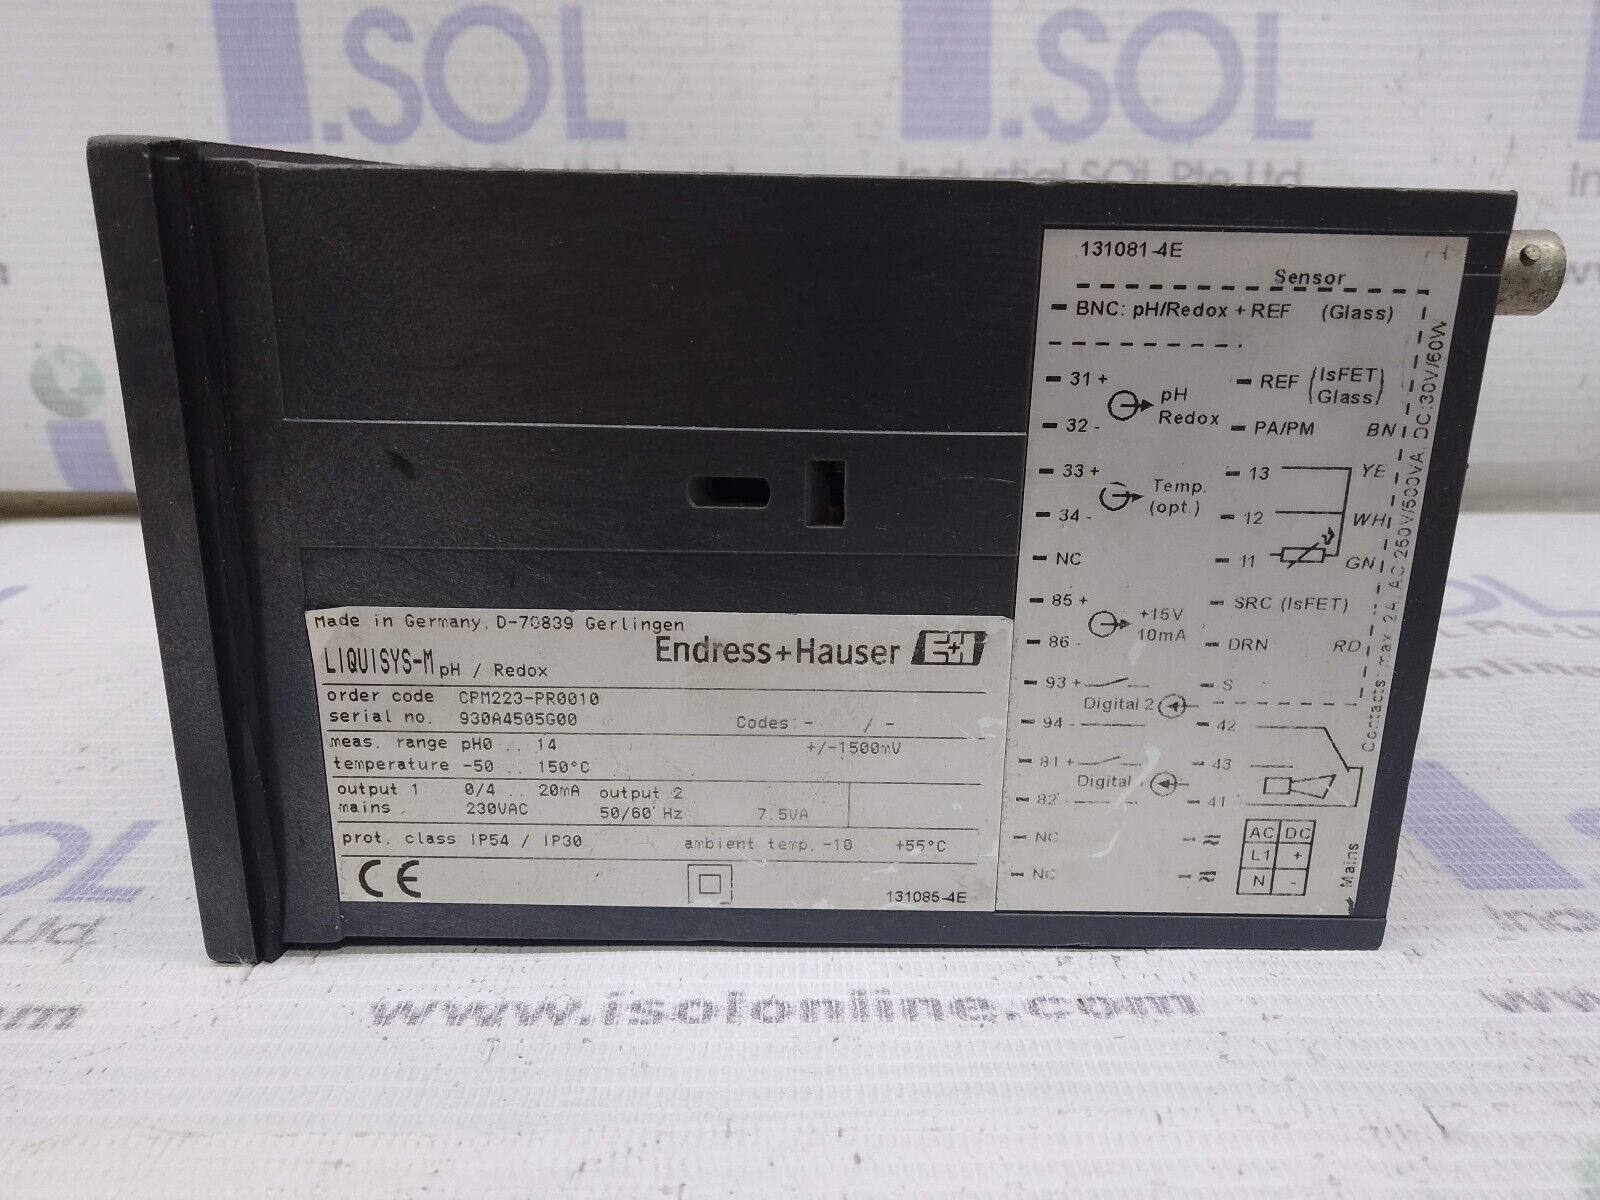 I.SOL
I.SOL
Industrial SOL Pte Ltd
131081-4E
Sensor
BNC: pH/Redox + REF (Glass)
31 +
pH
Redox
32 -
REF (IsFET)
Glass
PA/PM BN
33 +
Temp.
(opt.)
34 -
13 YE
12 WH
11 GN
NC
85 +
+15V
10mA
86 -
SRC (IsFET)
DRN RD
93 +
Digital 2
94 -
S
42
81 +
Digital
82 -
43
41
NC
NC
AC DC
L1 +
N -
Mains
Contacts: max 2A AC:250V/500VA, DC:30V/60W
Made in Germany, D-70839 Gerlingen
Endress+Hauser E+H
LIQUISYS-M pH / Redox
order code CPM223-PR0010
serial no. 930A4505G00 Codes: - / -
meas. range pH0 .. 14 +/-1500mV
temperature -50 .. 150°C
output 1 0/4 .. 20mA output 2
mains 230VAC 50/60 Hz 7.5VA
prot. class IP54 / IP30 ambient temp. -10 +55°C
CE
131085-4E
www.isolonline.com